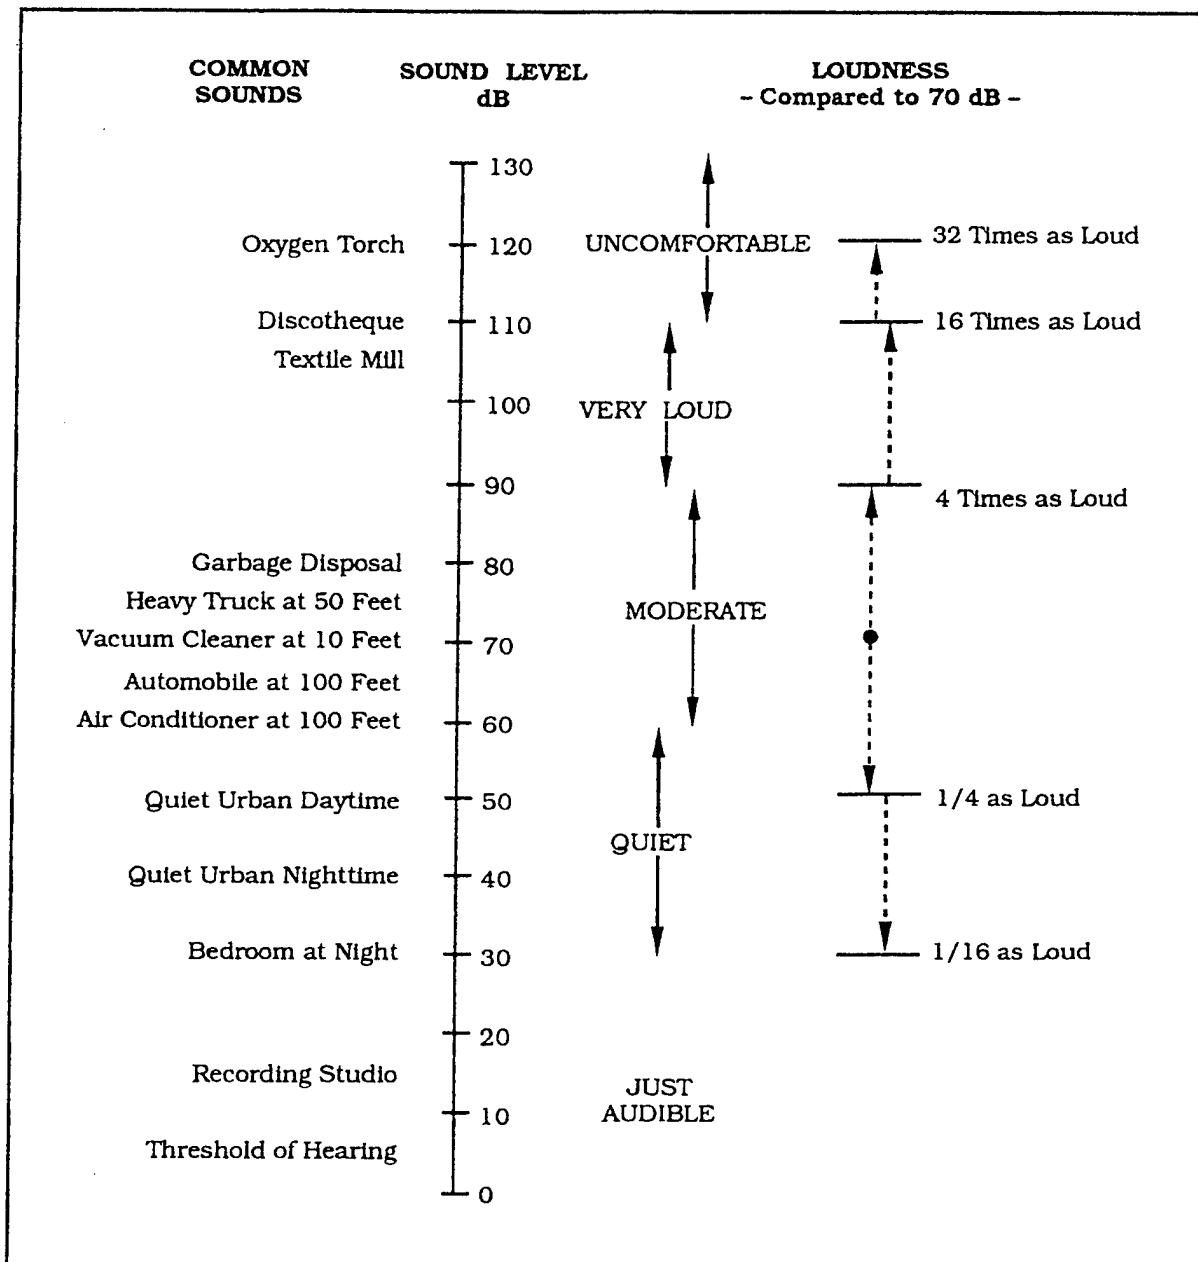 COMMON SOUND LEVEL LOUDNESS
SOUNDS dB – Compared to 70 dB –
130
Oxygen Torch 120 UNCOMFORTABLE 32 Times as Loud
Discotheque 110 16 Times as Loud
Textile Mill
100 VERY LOUD
90 4 Times as Loud
Garbage Disposal 80
Heavy Truck at 50 Feet MODERATE
Vacuum Cleaner at 10 Feet 70
Automobile at 100 Feet
Air Conditioner at 100 Feet 60
Quiet Urban Daytime 50 1/4 as Loud
QUIET
Quiet Urban Nighttime 40
Bedroom at Night 30 1/16 as Loud
20
Recording Studio JUST
10 AUDIBLE
Threshold of Hearing
0